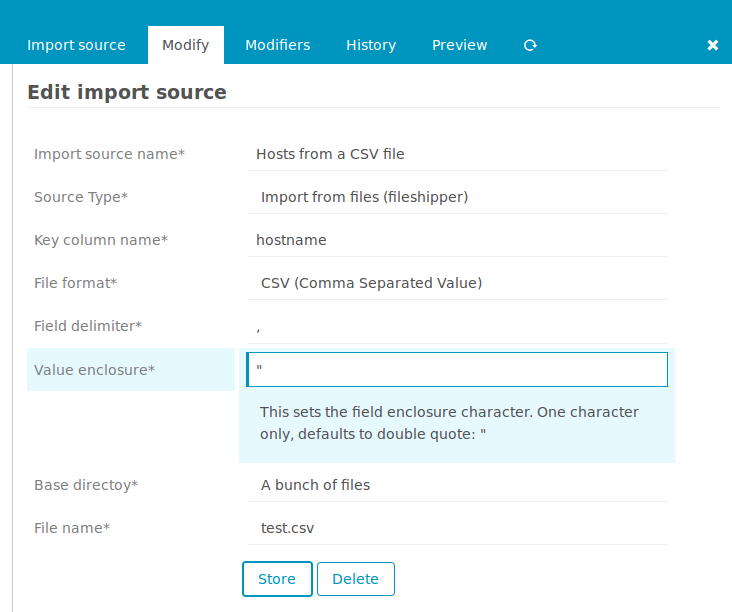 Import source Modify Modifiers History Preview
Edit import source
Import source name* Hosts from a CSV file
Source Type* Import from files (fileshipper)
Key column name* hostname
File format* CSV (Comma Separated Value)
Field delimiter* ,
Value enclosure* "
This sets the field enclosure character. One character
only, defaults to double quote: "
Base directoy* A bunch of files
File name* test.csv
Store Delete